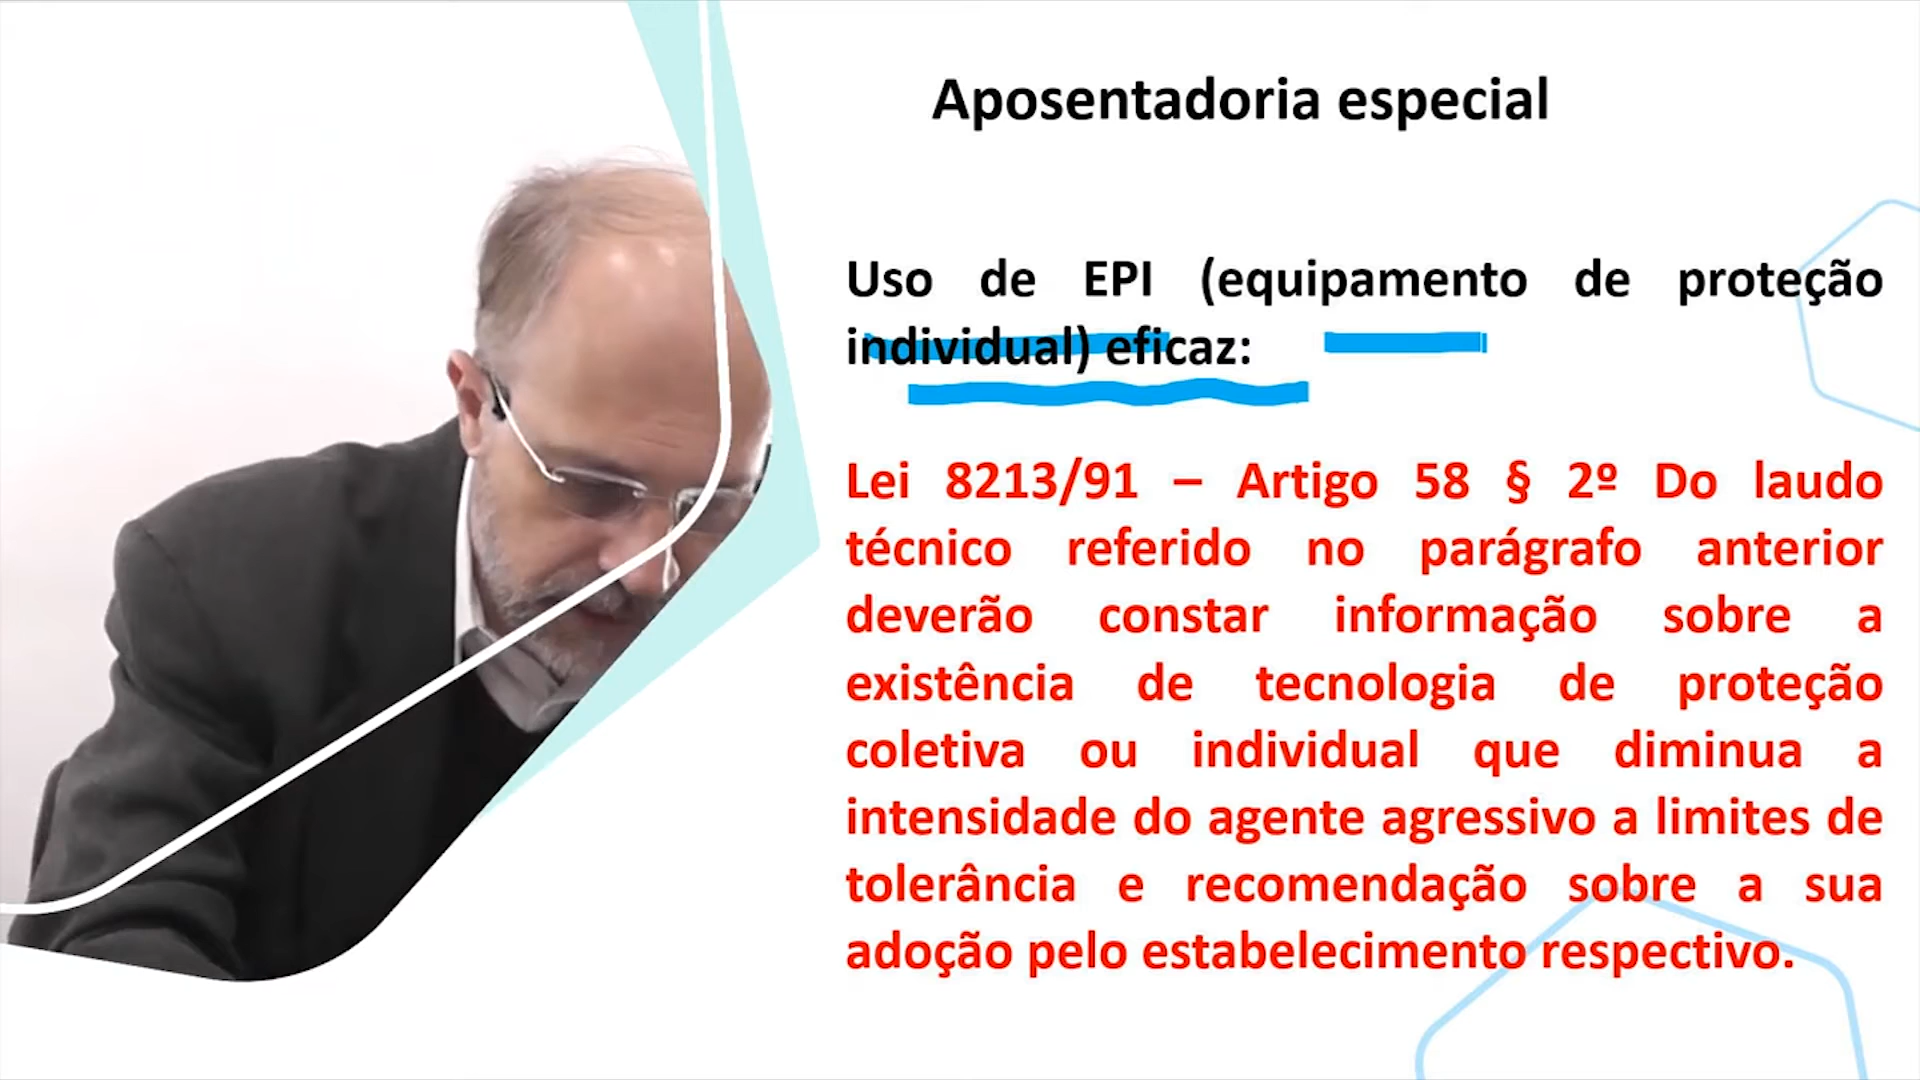 Aposentadoria especial
Uso de EPI (equipamento de proteção
individual) eficaz:
Lei 8213/91 – Artigo 58 § 2º Do laudo
técnico referido no parágrafo anterior
deverão constar informação sobre a
existência de tecnologia de proteção
coletiva ou individual que diminua a
intensidade do agente agressivo a limites de
tolerância e recomendação sobre a sua
adoção pelo estabelecimento respectivo.